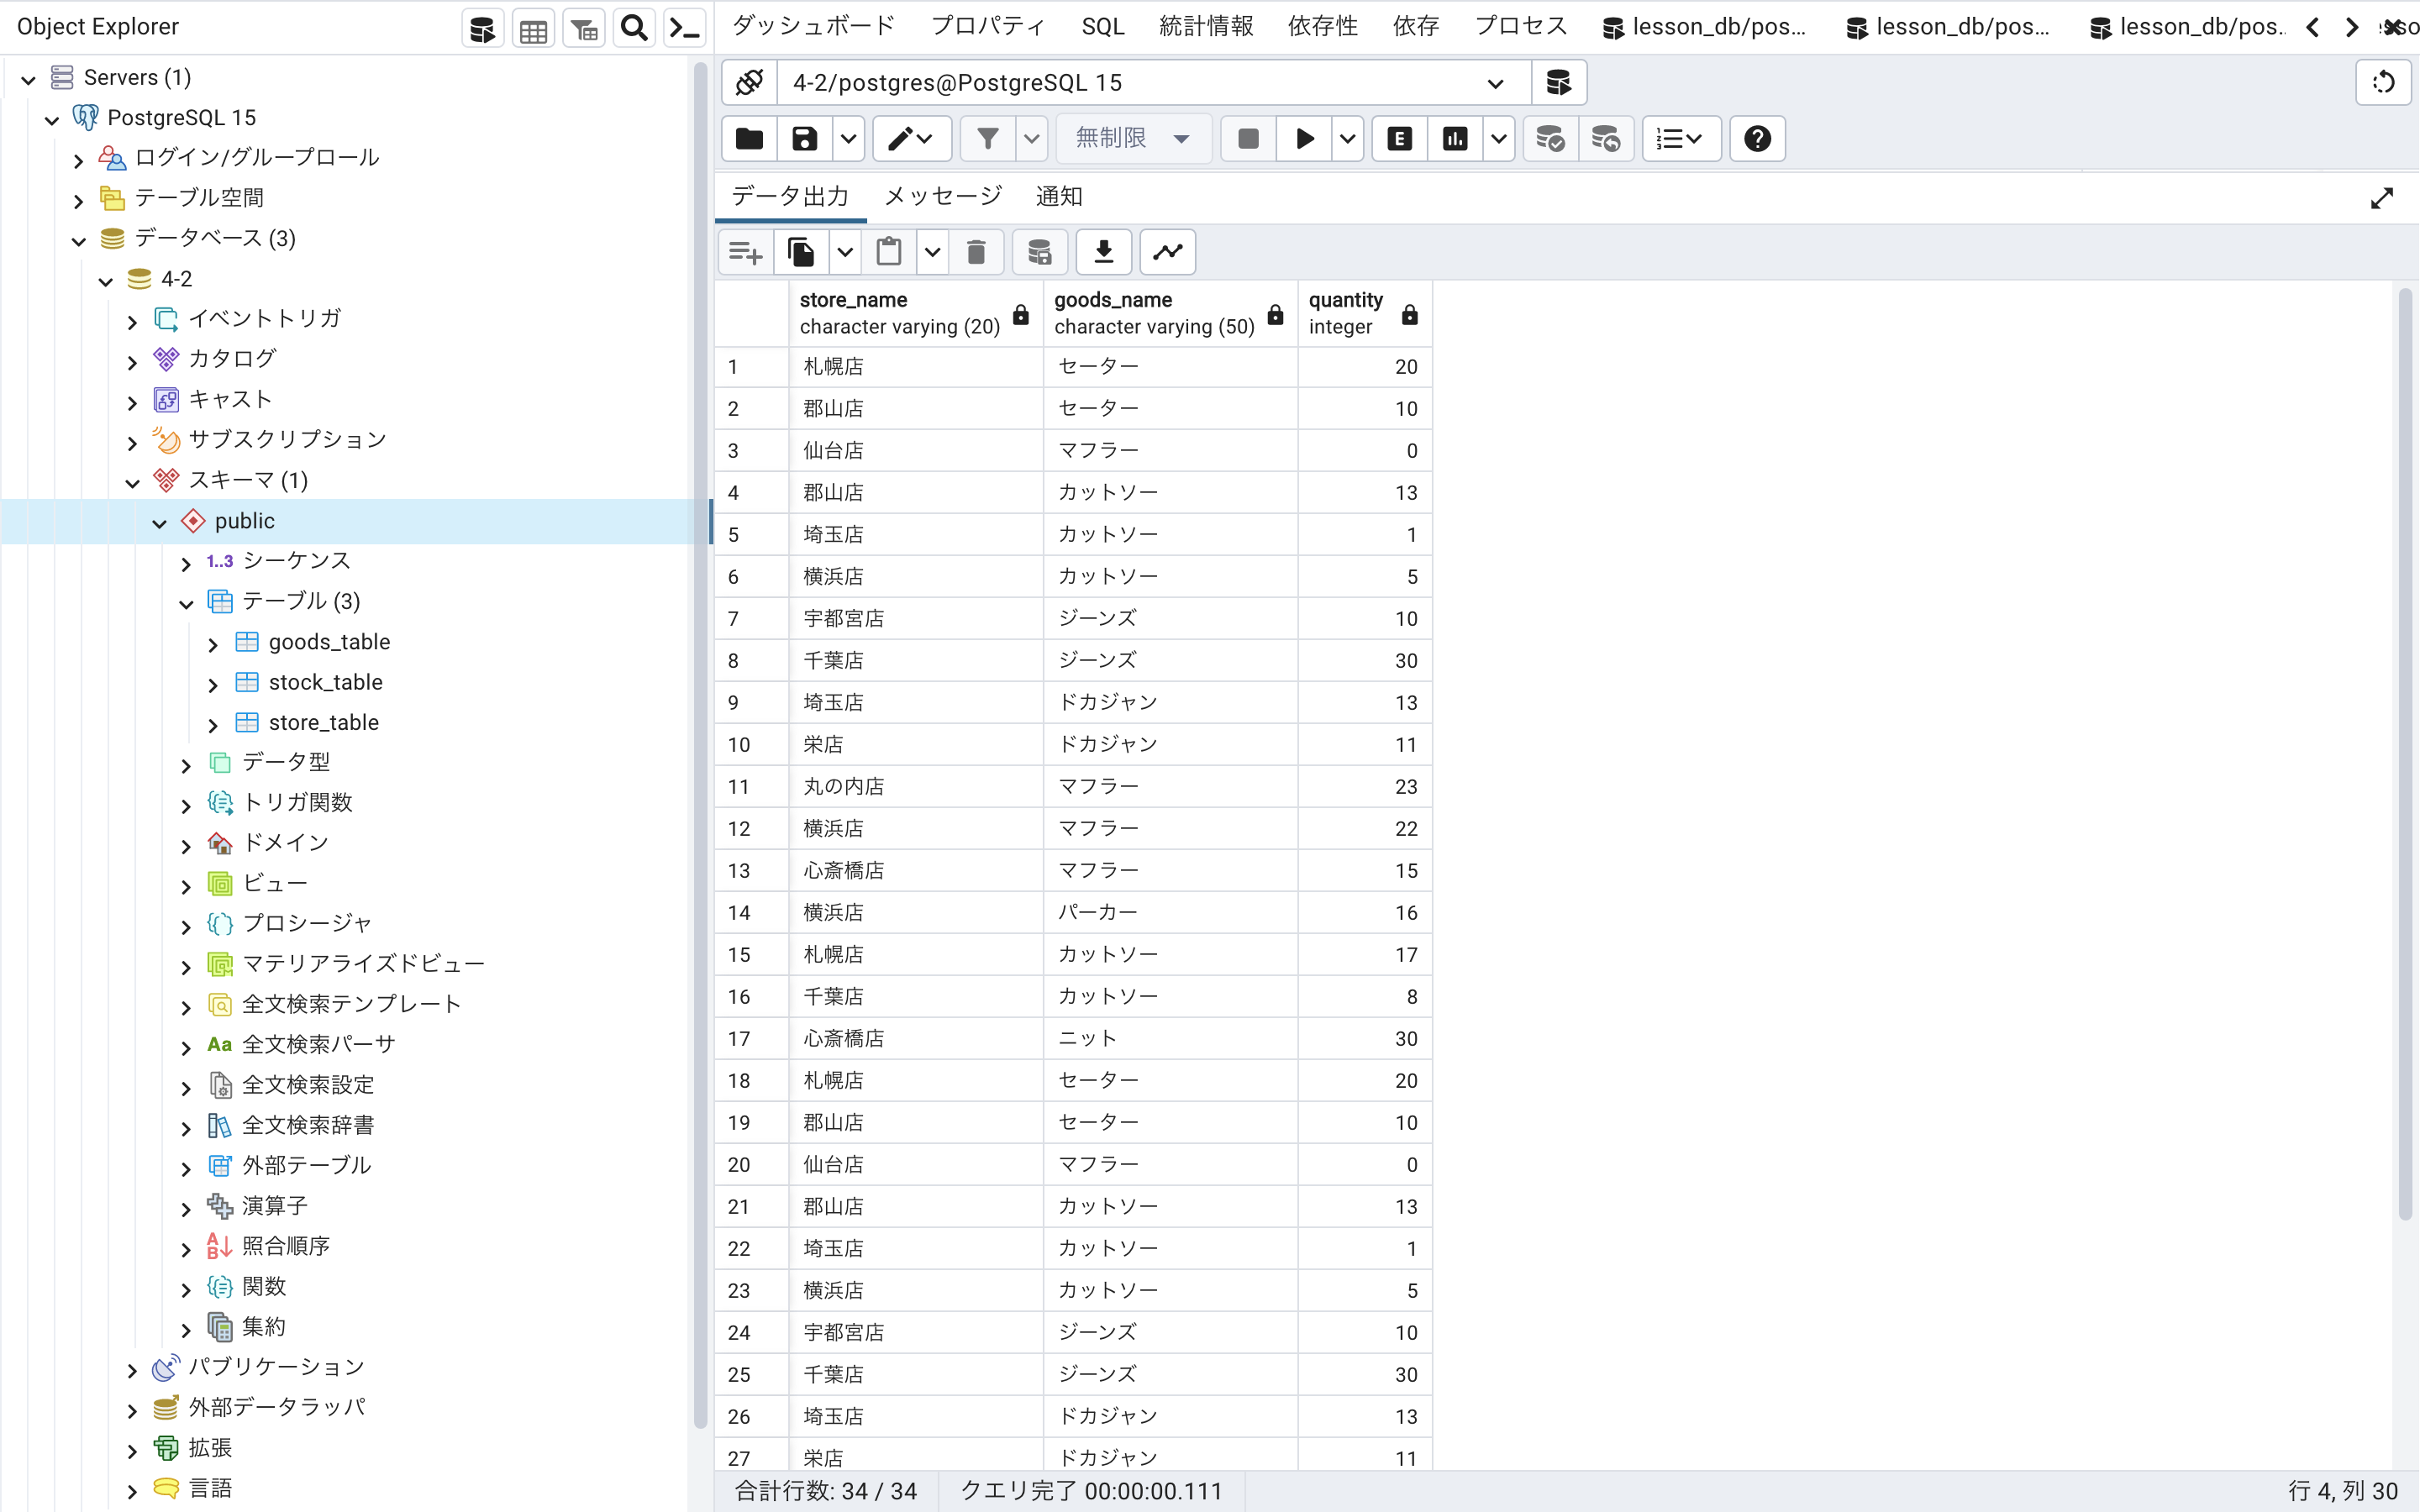 Object Explorer
Servers (1)
PostgreSQL 15
ログイン/グループロール
テーブル空間
データベース (3)
4-2
イベントトリガ
カタログ
キャスト
サブスクリプション
スキーマ (1)
public
1..3 シーケンス
テーブル (3)
goods_table
stock_table
store_table
データ型
トリガ関数
ドメイン
ビュー
プロシージャ
マテリアライズドビュー
全文検索テンプレート
Aa 全文検索パーサ
全文検索設定
全文検索辞書
外部テーブル
演算子
照合順序
関数
集約
パブリケーション
外部データラッパ
拡張
言語
ダッシュボード プロパティ SQL 統計情報 依存性 依存 プロセス lesson_db/pos... lesson_db/pos... lesson_db/pos..
4-2/postgres@PostgreSQL 15
無制限 E
データ出力 メッセージ 通知
store_name goods_name quantity
character varying (20) character varying (50) integer
1 札幌店 セーター 20
2 郡山店 セーター 10
3 仙台店 マフラー 0
4 郡山店 カットソー 13
5 埼玉店 カットソー 1
6 横浜店 カットソー 5
7 宇都宮店 ジーンズ 10
8 千葉店 ジーンズ 30
9 埼玉店 ドカジャン 13
10 栄店 ドカジャン 11
11 丸の内店 マフラー 23
12 横浜店 マフラー 22
13 心斎橋店 マフラー 15
14 横浜店 パーカー 16
15 札幌店 カットソー 17
16 千葉店 カットソー 8
17 心斎橋店 ニット 30
18 札幌店 セーター 20
19 郡山店 セーター 10
20 仙台店 マフラー 0
21 郡山店 カットソー 13
22 埼玉店 カットソー 1
23 横浜店 カットソー 5
24 宇都宮店 ジーンズ 10
25 千葉店 ジーンズ 30
26 埼玉店 ドカジャン 13
27 栄店 ドカジャン 11
合計行数: 34 / 34 クエリ完了 00:00:00.111 行 4, 列 30